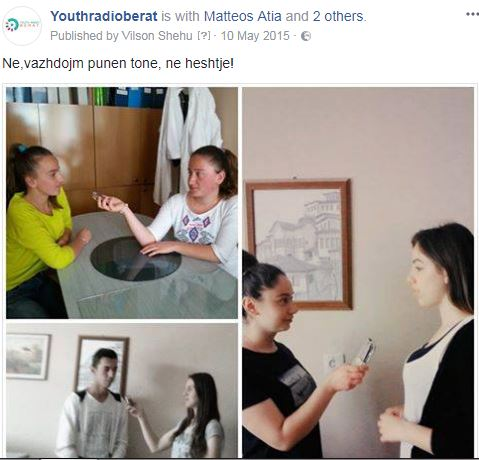 Youthradioberat is with Matteos Atia and 2 others.
Published by Vilson Shehu [?] · 10 May 2015 ·
Ne,vazhdojm punen tone, ne heshtje!